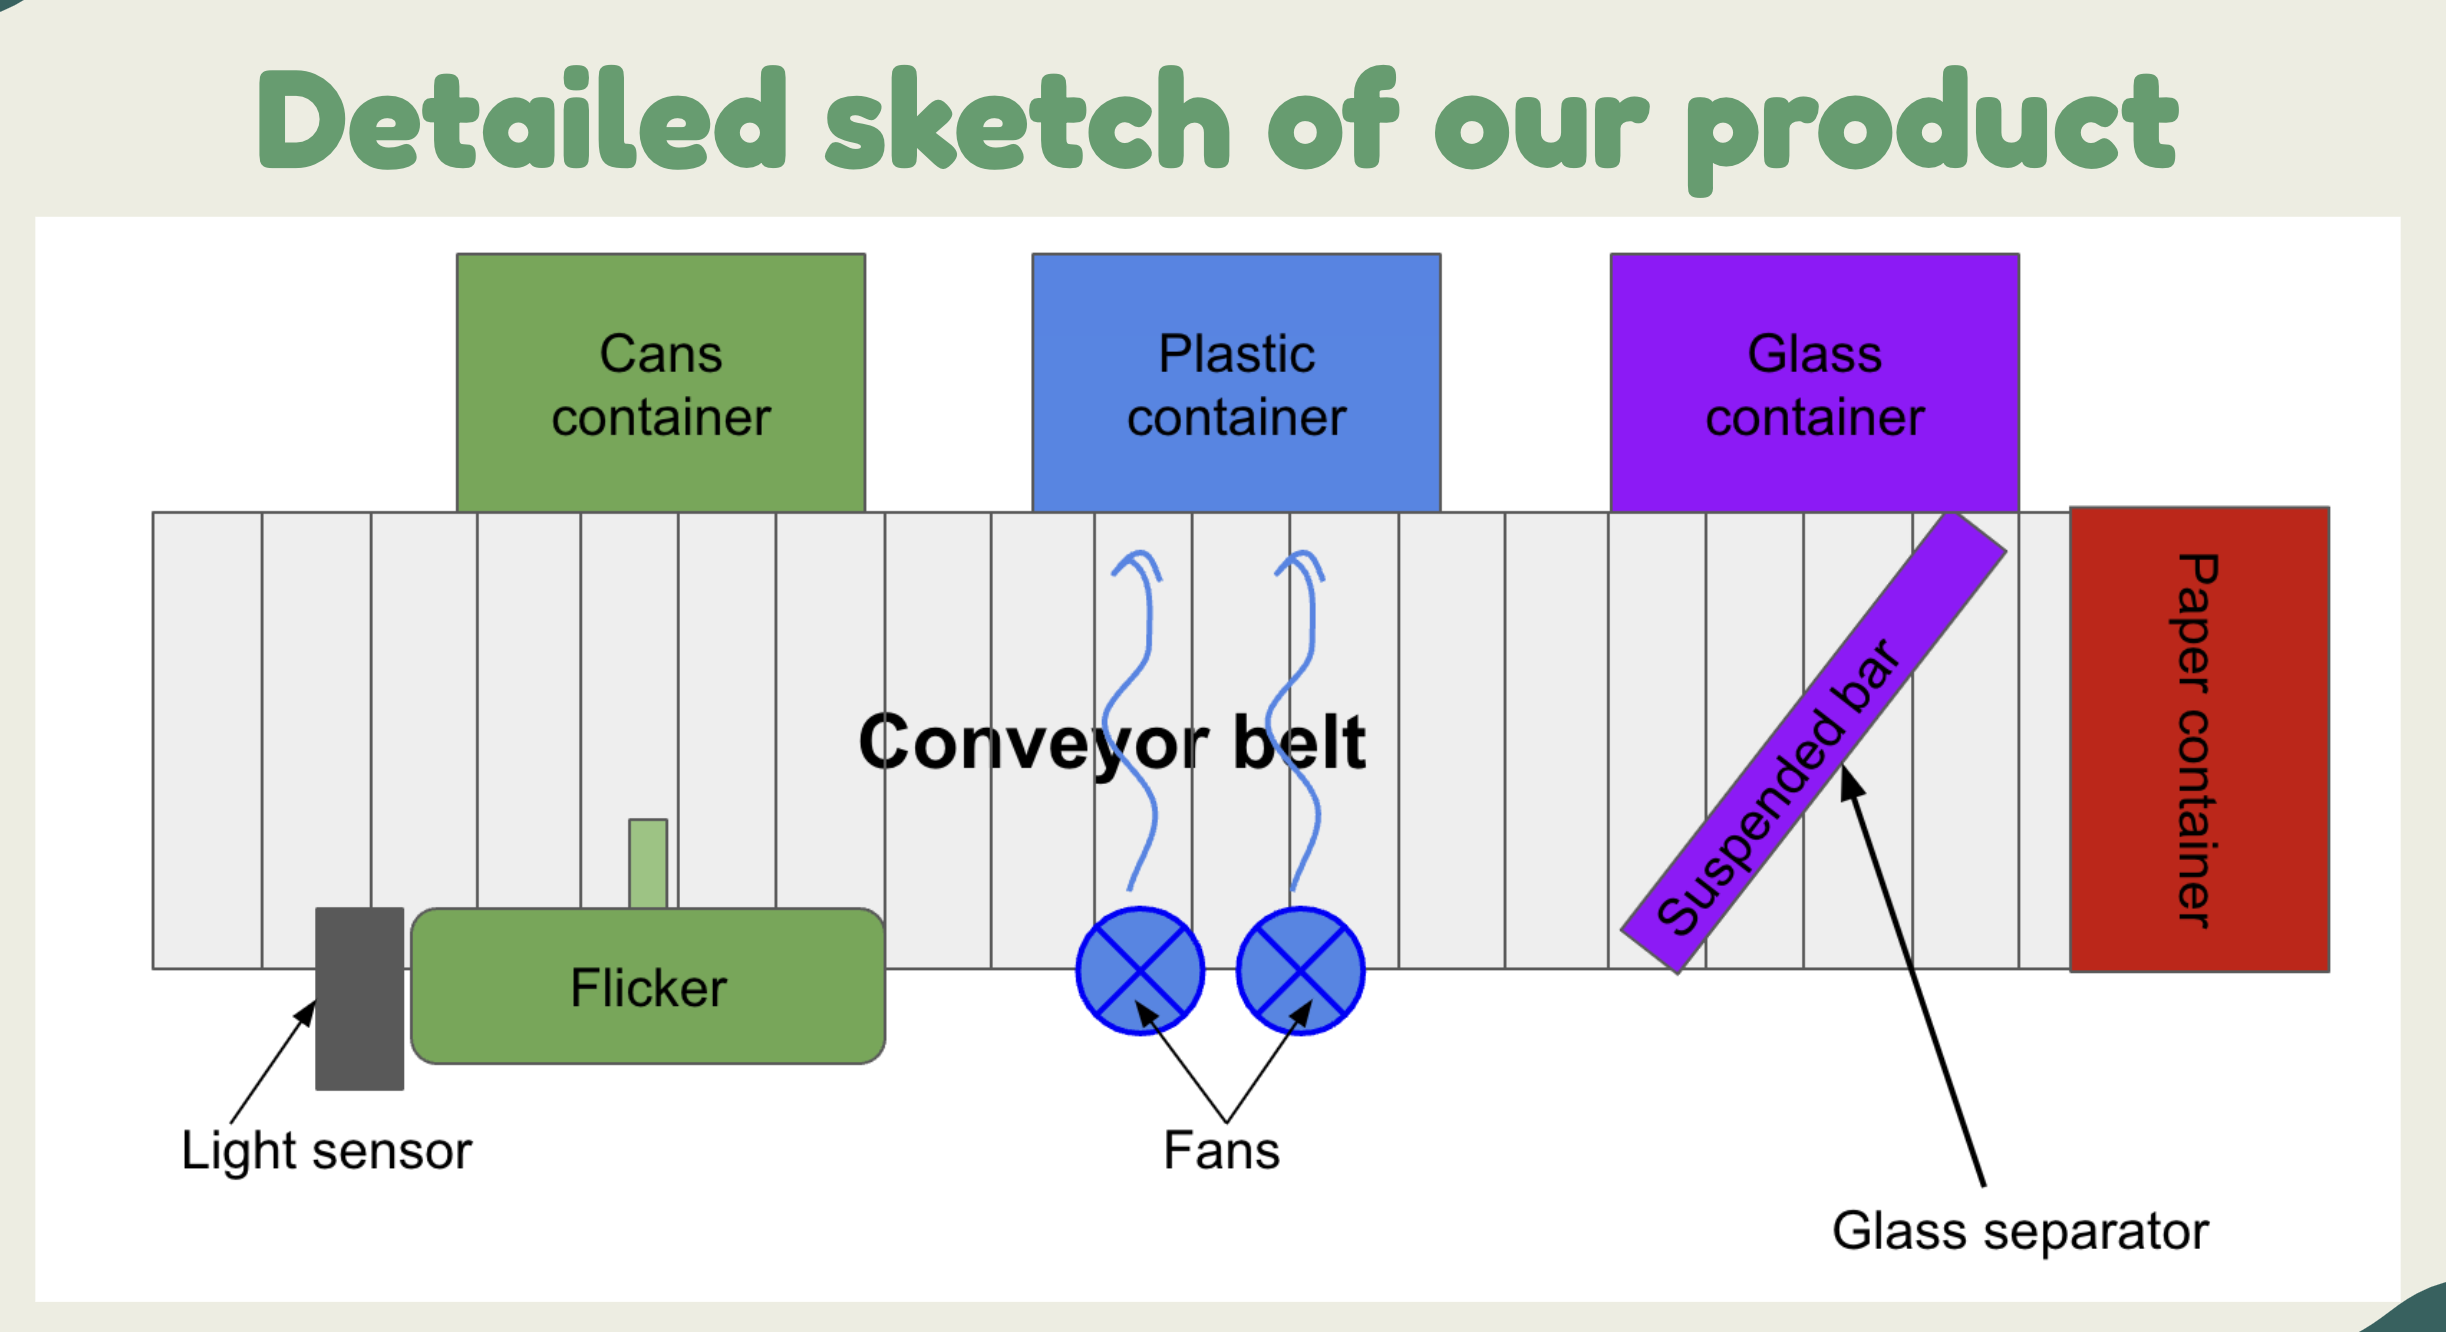 Detailed sketch of our product
Cans
container
Plastic
container
Glass
container
Paper container
Conveyor belt
Suspended bar
Flicker
Light sensor
Fans
Glass separator